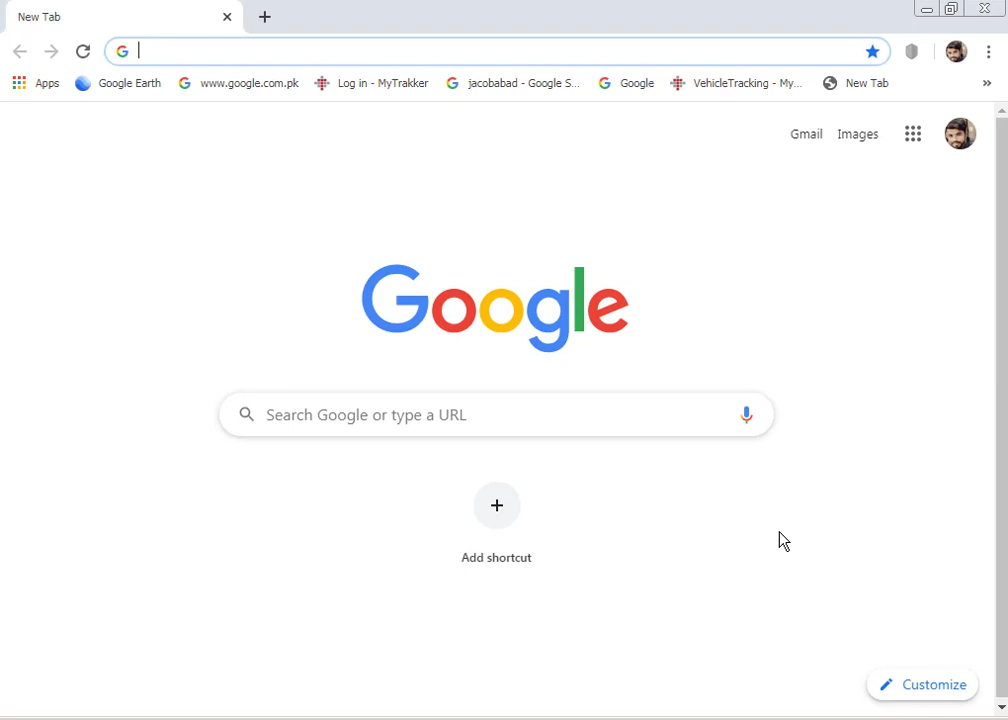 New Tab
Apps Google Earth www.google.com.pk Log in - MyTrakker jacobabad - Google S... Google VehicleTracking - My... New Tab »
Gmail Images
Google
Search Google or type a URL
Add shortcut
Customize